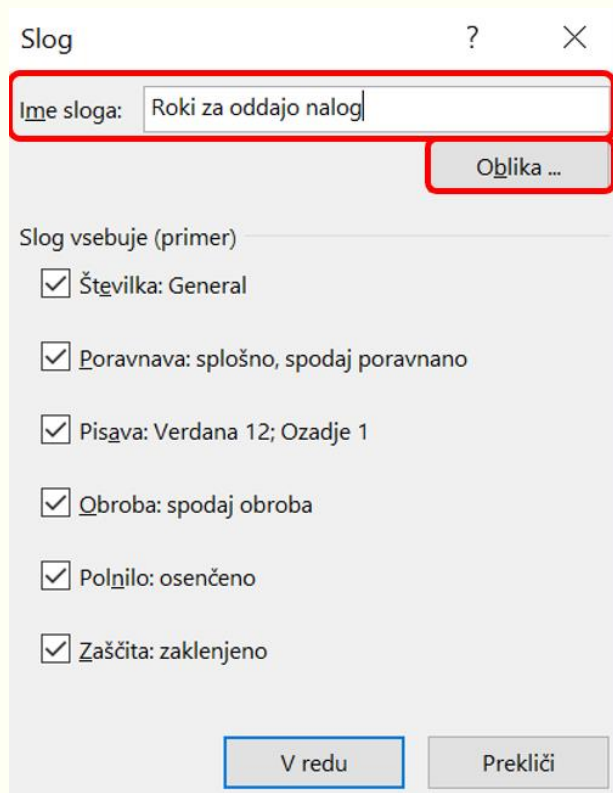 Slog ?
Ime sloga: Roki za oddajo nalog
Oblika ...
Slog vsebuje (primer)
Številka: General
Poravnava: splošno, spodaj poravnano
Pisava: Verdana 12; Ozadje 1
Obroba: spodaj obroba
Polnilo: osenčeno
Zaščita: zaklenjeno
V redu Prekliči